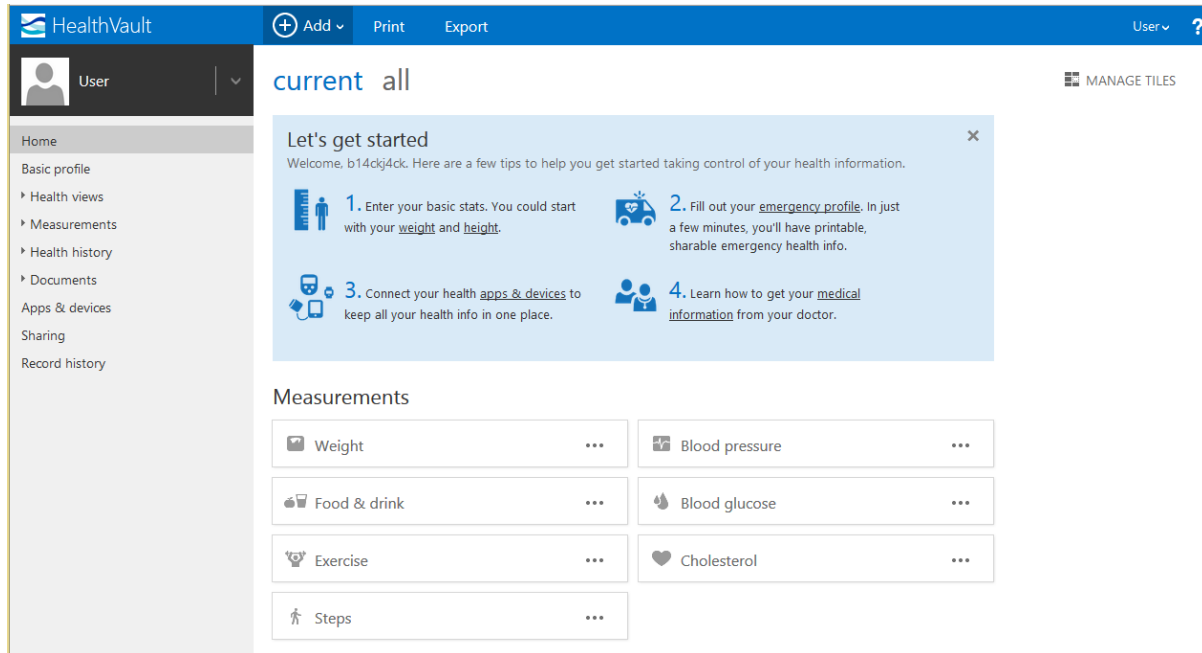 HealthVault
Add
Print
Export
User
?
User
Home
Basic profile
Health views
Measurements
Health history
Documents
Apps & devices
Sharing
Record history
current all
MANAGE TILES
Let's get started
Welcome, b14ckj4ck. Here are a few tips to help you get started taking control of your health information.
1. Enter your basic stats. You could start
with your weight and height.
2. Fill out your emergency profile. In just
a few minutes, you'll have printable,
sharable emergency health info.
3. Connect your health apps & devices to
keep all your health info in one place.
4. Learn how to get your medical
information from your doctor.
Measurements
Weight
Blood pressure
Food & drink
Blood glucose
Exercise
Cholesterol
Steps